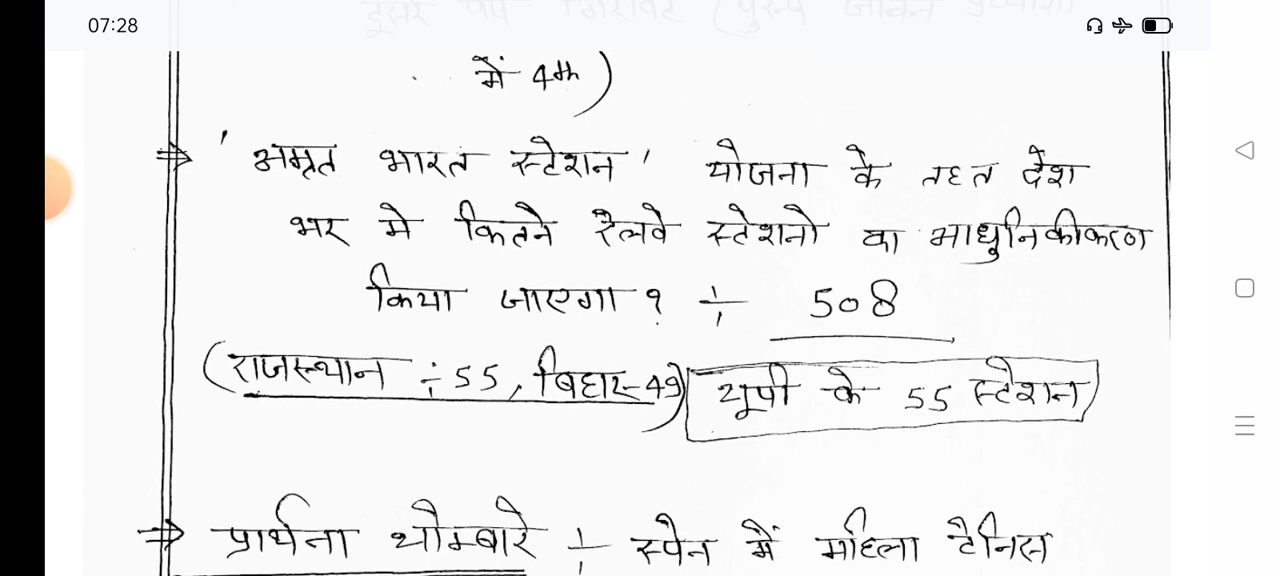 07:28
में 4th)
⇒ 'अमृत भारत स्टेशन' योजना के तहत देश
भर मे कितने रेलवे स्टेशनो का आधुनिकीकरण
किया जाएगा ? ÷ 508
(राजस्थान ÷ 55, बिहार-49) यूपी के 55 स्टेशन
⇒ प्रार्थना थोम्बारे ÷ स्पेन में महिला टेनिस